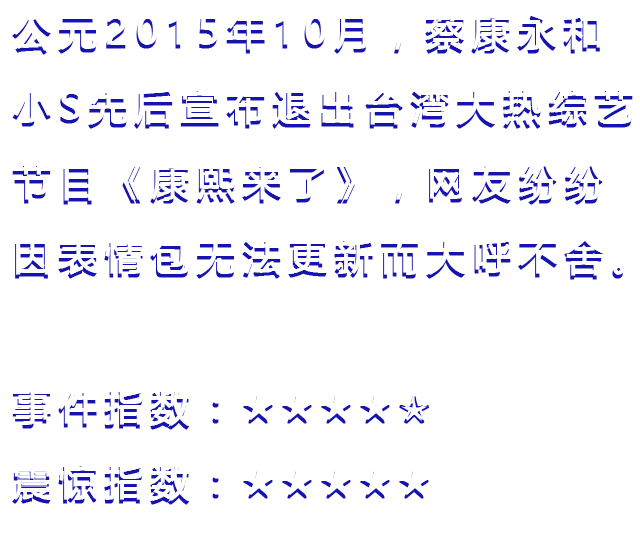 公元2015年10月，蔡康永和
小S先后宣布退出台湾大热综艺
节目《康熙来了》，网友纷纷
因表情包无法更新而大呼不舍。
事件指数：★★★★☆
震惊指数：★★★★★